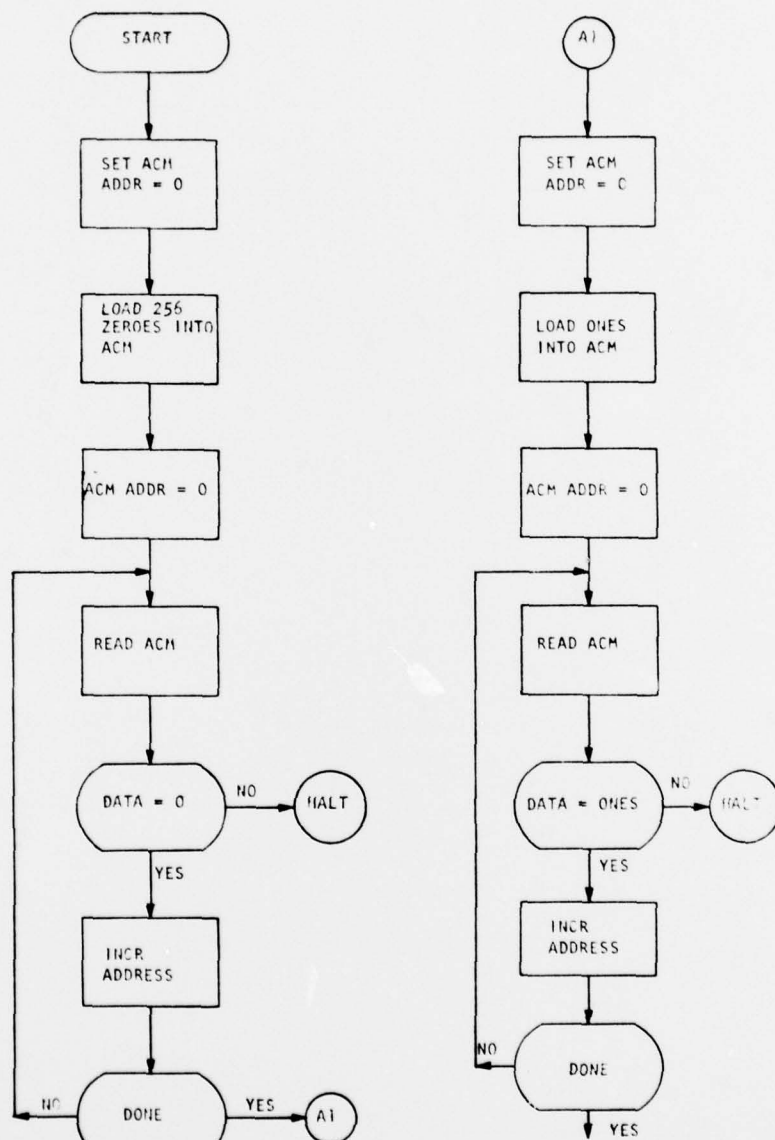 START
SET ACM
ADDR = 0
LOAD 256
ZEROES INTO
ACM
ACM ADDR = 0
READ ACM
DATA = 0
NO
HALT
YES
INCR
ADDRESS
NO
DONE
YES
A1
A1
SET ACM
ADDR = 0
LOAD ONES
INTO ACM
ACM ADDR = 0
READ ACM
DATA = ONES
NO
HALT
YES
INCR
ADDRESS
NO
DONE
YES